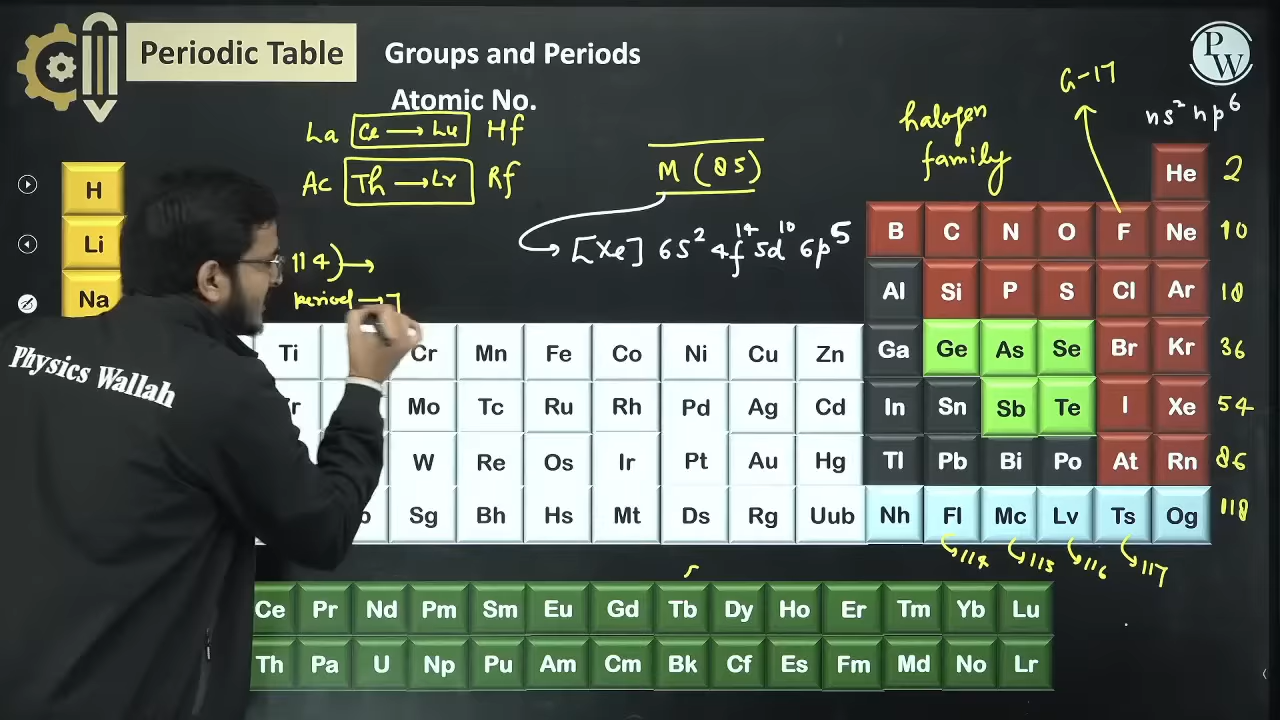 Periodic Table
Groups and Periods
Atomic No.
PW
G-17
ns² np⁶
halogen
family
La Ce → Lu Hf
Ac Th → Lr Rf
M (85)
[Xe] 6s² 4f¹⁴ 5d¹⁰ 6p⁵
114) →
period → 7
H He 2
Li B C N O F Ne 10
Na Al Si P S Cl Ar 18
Ti Cr Mn Fe Co Ni Cu Zn Ga Ge As Se Br Kr 36
Mo Tc Ru Rh Pd Ag Cd In Sn Sb Te I Xe 54
W Re Os Ir Pt Au Hg Tl Pb Bi Po At Rn 86
Sg Bh Hs Mt Ds Rg Uub Nh Fl Mc Lv Ts Og 118
114 115 116 117
Ce Pr Nd Pm Sm Eu Gd Tb Dy Ho Er Tm Yb Lu
Th Pa U Np Pu Am Cm Bk Cf Es Fm Md No Lr
Physics Wallah